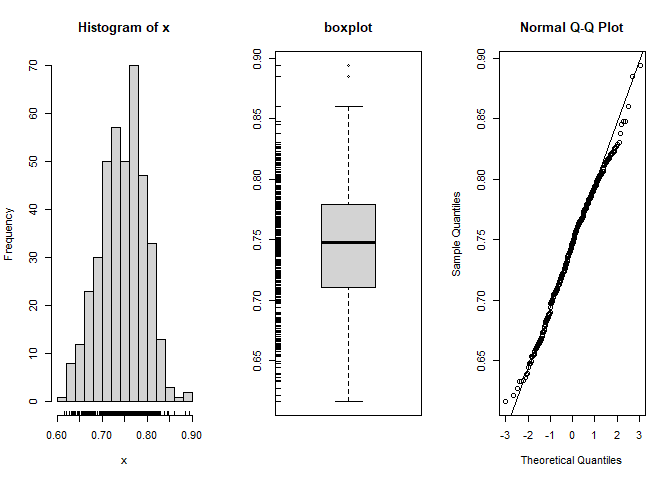 Histogram of x
boxplot
Normal Q-Q Plot
Frequency
70
60
50
40
30
20
10
0
0.60 0.70 0.80 0.90
x
0.90
0.85
0.80
0.75
0.70
0.65
Sample Quantiles
0.90
0.85
0.80
0.75
0.70
0.65
-3 -2 -1 0 1 2 3
Theoretical Quantiles